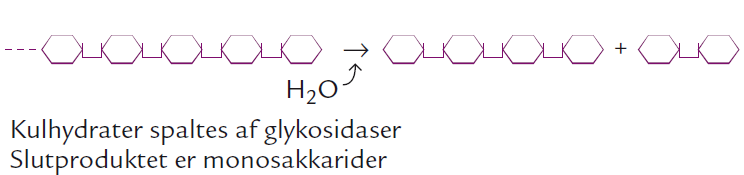 +
H₂O
Kulhydrater spaltes af glykosidaser
Slutproduktet er monosakkarider